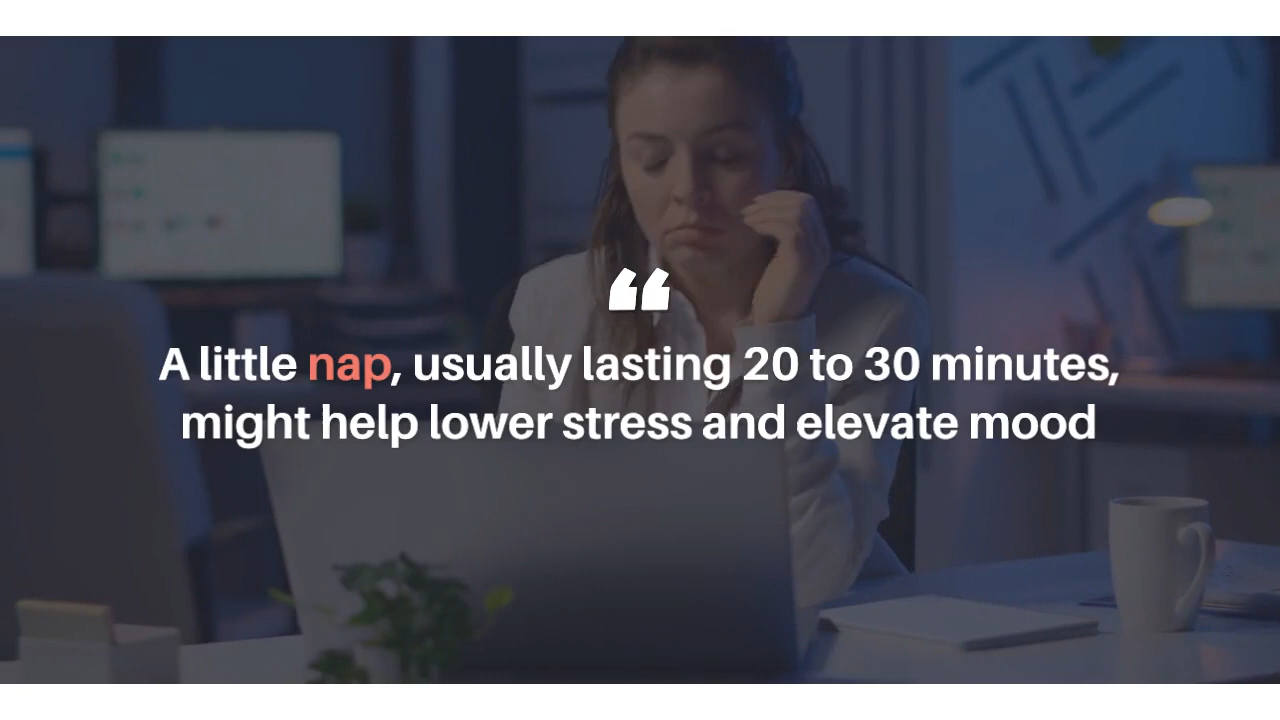 “
A little nap, usually lasting 20 to 30 minutes,
might help lower stress and elevate mood